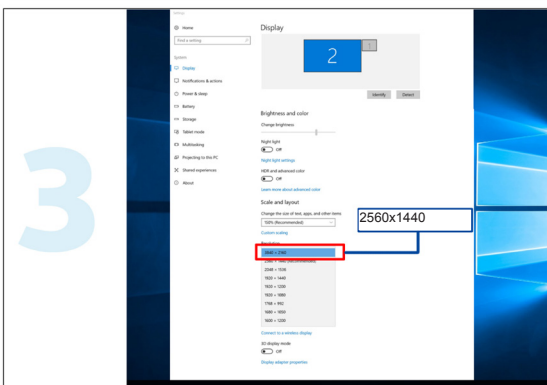 3
Home
Find a setting
System
Display
Notifications & actions
Power & sleep
Battery
Storage
Tablet mode
Multitasking
Projecting to this PC
Shared experiences
About
Display
2
1
Identify
Detect
Brightness and color
Change brightness
Night light
Off
Night light settings
HDR and advanced color
Off
Learn more about advanced color
Scale and layout
Change the size of text, apps, and other items
100% (Recommended)
Custom scaling
2048 × 1536
1920 × 1440
1920 × 1200
1920 × 1080
1680 × 1050
1600 × 1200
Connect to a wireless display
3D display mode
Off
Display adapter properties
2560x1440